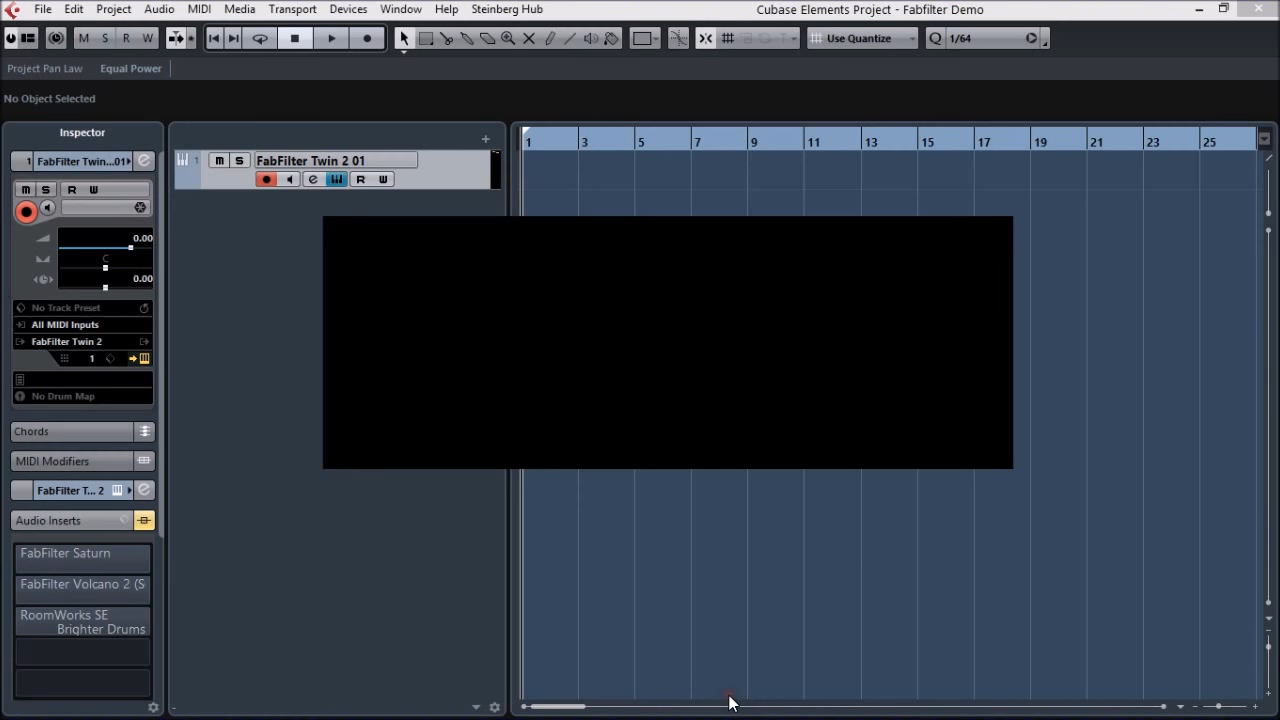 File Edit Project Audio MIDI Media Transport Devices Window Help Steinberg Hub Cubase Elements Project - Fabfilter Demo
M S R W Use Quantize Q 1/64
Project Pan Law Equal Power
No Object Selected
Inspector
1 FabFilter Twin...01
m S R W
0.00
C
0.00
No Track Preset
All MIDI Inputs
FabFilter Twin 2
1
No Drum Map
Chords
MIDI Modifiers
FabFilter T... 2
Audio Inserts
FabFilter Saturn
FabFilter Volcano 2 (S
RoomWorks SE
Brighter Drums
1 m S FabFilter Twin 2 01
e R W
1 3 5 7 9 11 13 15 17 19 21 23 25